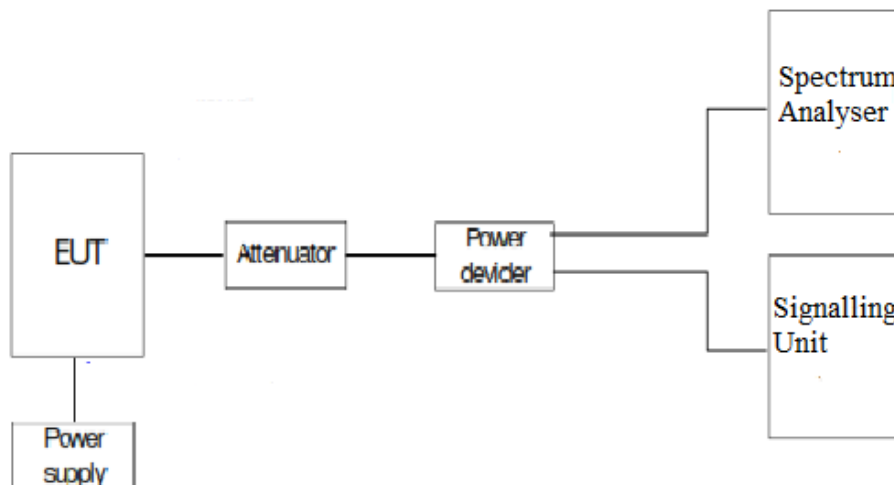 Spectrum
Analyser
EUT
Attenuator
Power
devider
Signalling
Unit
Power
supply